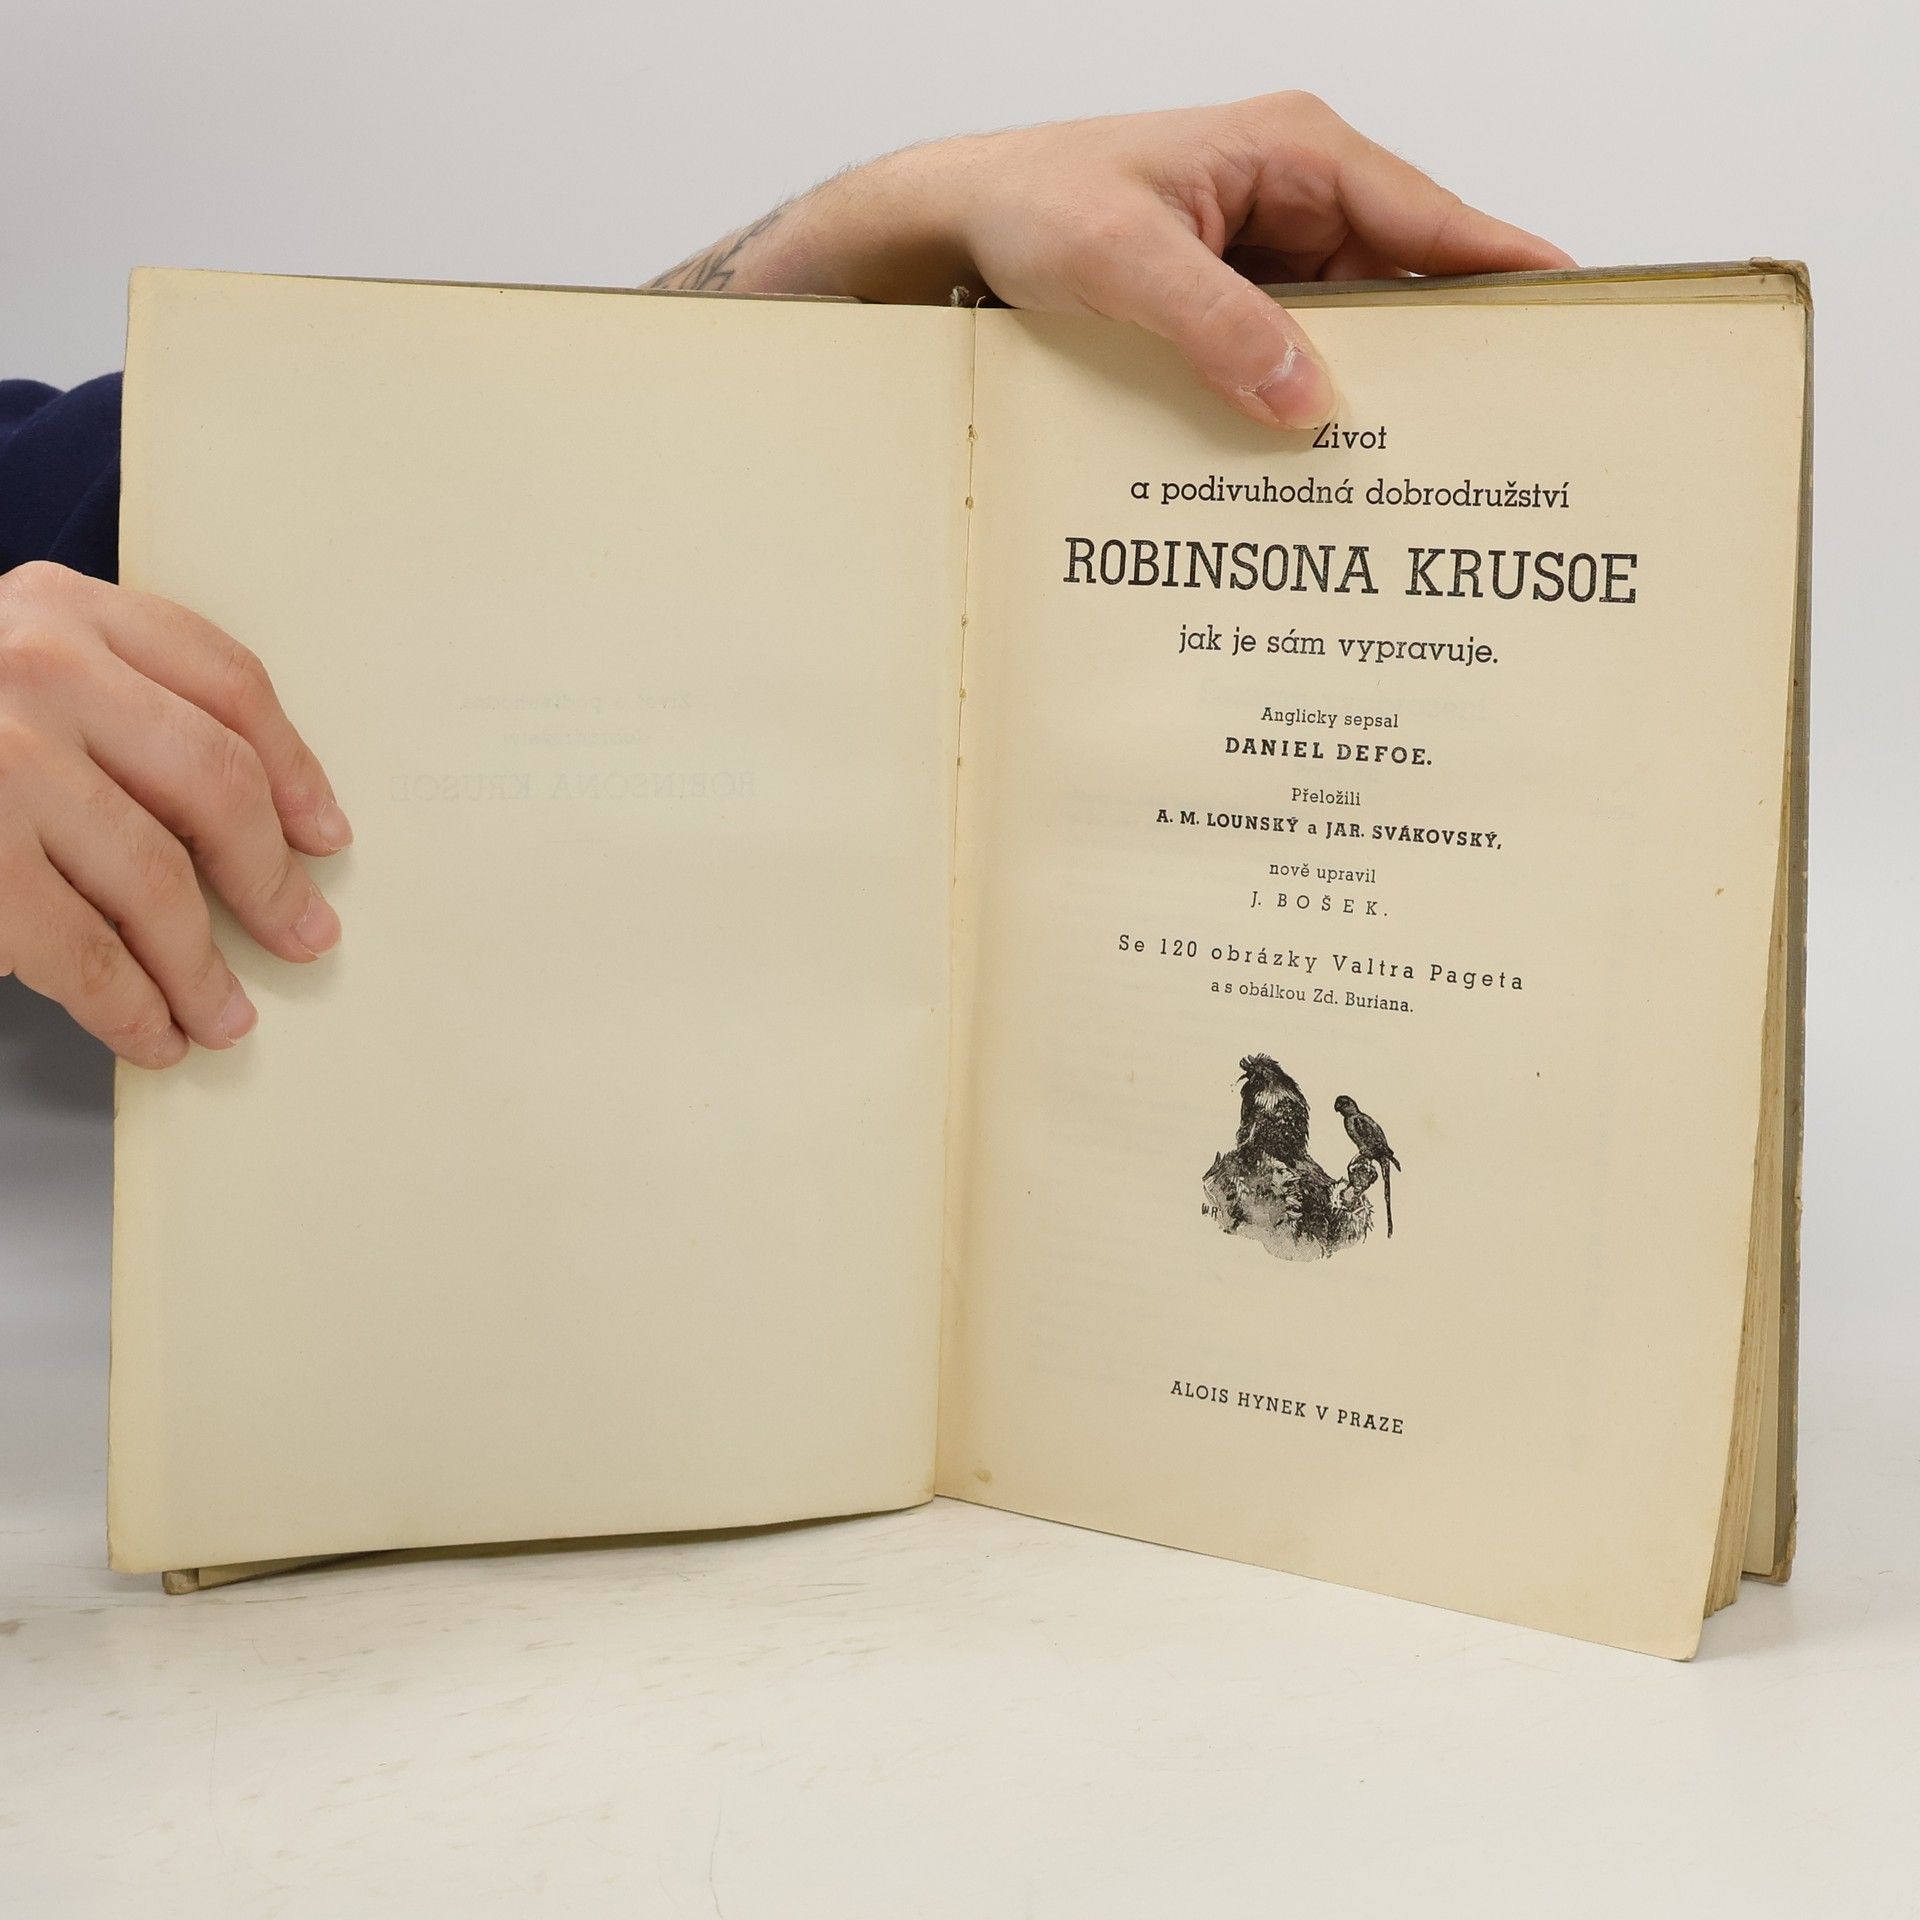 Život
a podivuhodná dobrodružství
ROBINSONA KRUSOE
jak je sám vypravuje.
Anglicky sepsal
DANIEL DEFOE.
Přeložili
A. M. LOUNSKÝ a JAR. SVÁKOVSKÝ,
nově upravil
J. BOŠEK.
Se 120 obrázky Valtra Pageta
a s obálkou Zd. Buriana.
W.P.
ALOIS HYNEK V PRAZE